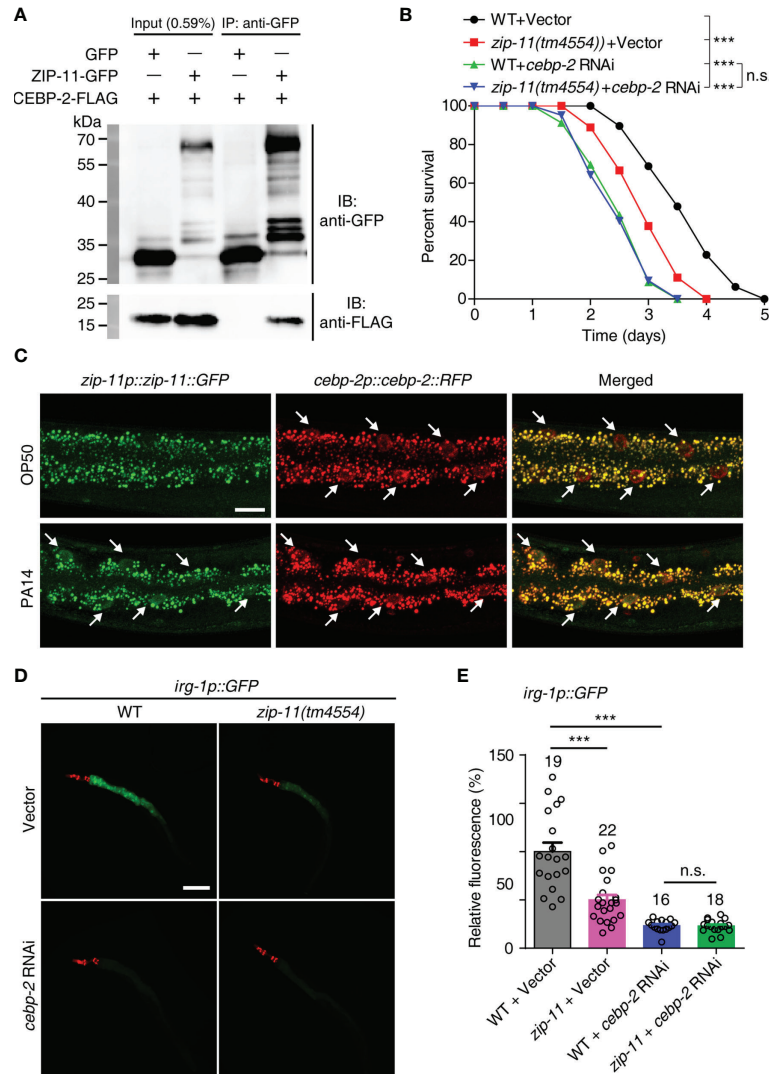 A
Input (0.59%) IP: anti-GFP
GFP + — + —
ZIP-11-GFP — + — +
CEBP-2-FLAG + + + +
kDa
70
55
40
35
25
IB:
anti-GFP
25
15
IB:
anti-FLAG
B
WT+Vector
zip-11(tm4554))+Vector
WT+cebp-2 RNAi
zip-11(tm4554)+cebp-2 RNAi
***
***
***
n.s
Percent survival
100
80
60
40
20
0
0 1 2 3 4 5
Time (days)
C
zip-11p::zip-11::GFP cebp-2p::cebp-2::RFP Merged
OP50
PA14
D
irg-1p::GFP
WT zip-11(tm4554)
Vector
cebp-2 RNAi
E
irg-1p::GFP
***
***
n.s.
Relative fluorescence (%)
150
100
50
0
19
22
16
18
WT + Vector
zip-11 + Vector
WT + cebp-2 RNAi
zip-11 + cebp-2 RNAi